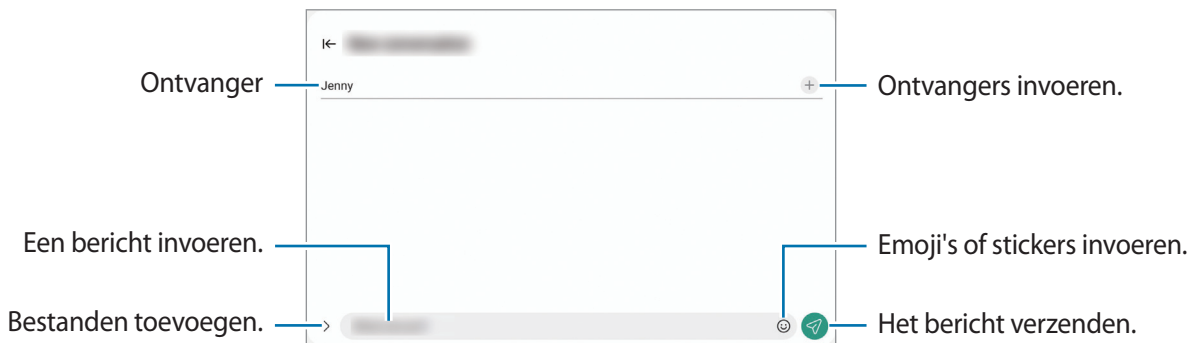 Ontvanger
Jenny
Ontvangers invoeren.
Een bericht invoeren.
Emoji's of stickers invoeren.
Bestanden toevoegen.
Het bericht verzenden.